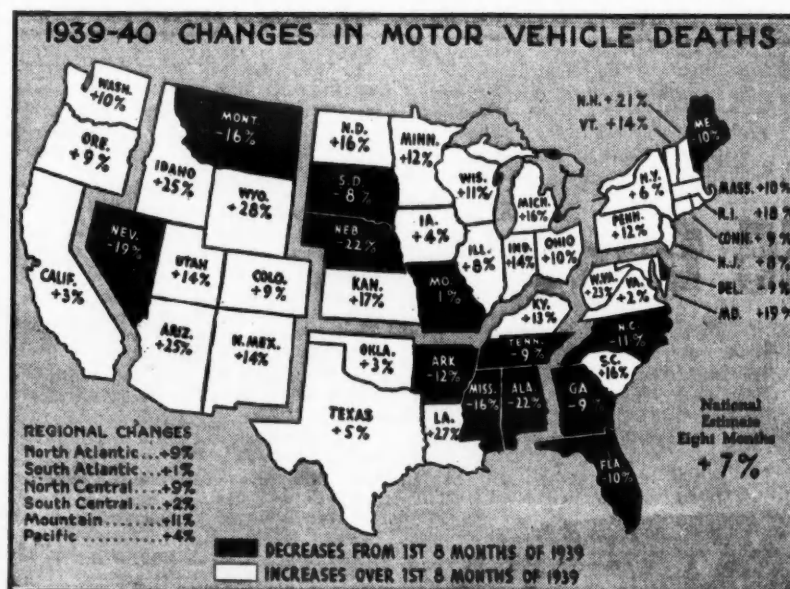 1939-40 CHANGES IN MOTOR VEHICLE DEATHS
WASH.
+10%
ORE.
+9%
CALIF.
+3%
NEV.
-19%
IDAHO
+25%
MONT.
-16%
WYO.
+28%
UTAH
+14%
COLO.
+9%
ARIZ.
+25%
N.MEX.
+14%
N.D.
+16%
S.D.
-8%
NEB.
-22%
KAN.
+17%
OKLA.
+3%
TEXAS
+5%
MINN.
+12%
IA.
+4%
MO.
1%
ARK
-12%
LA.
+27%
WIS.
+11%
ILL.
+8%
MICH.
+16%
IND.
+14%
OHIO
+10%
KY.
+13%
TENN.
-9%
MISS.
-16%
ALA.
-22%
GA
-9%
FLA
-10%
S.C.
+16%
N.C.
-11%
VA.
+2%
W.VA.
+23%
PENN.
+12%
N.Y.
+6%
ME.
-10%
N.H. +21%
VT. +14%
MASS. +10%
R.I. +18%
CONN. +9%
N.J. +8%
DEL. -9%
MD. +19%
REGIONAL CHANGES
North Atlantic...+9%
South Atlantic...+1%
North Central....+9%
South Central....+2%
Mountain........+11%
Pacific..........+4%
National
Estimate
Eight Months
+7%
DECREASES FROM 1ST 8 MONTHS OF 1939
INCREASES OVER 1ST 8 MONTHS OF 1939